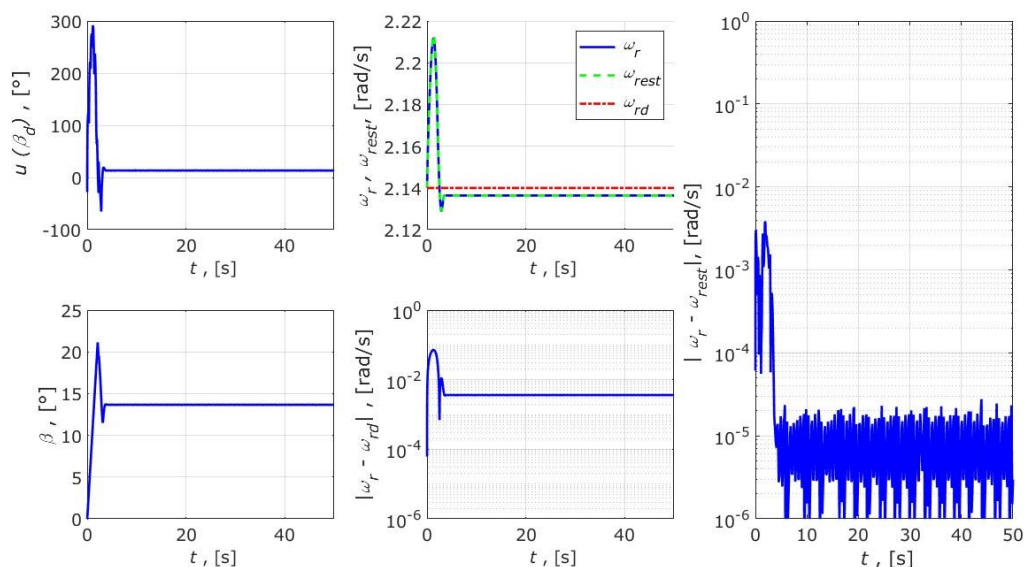 300
200
100
0
-100
0 20 40
t , [s]
u (β_d) , [°]
2.22
2.2
2.18
2.16
2.14
2.12
0 20 40
t , [s]
ω_r , ω_rest, [rad/s]
ω_r
ω_rest
ω_rd
25
20
15
10
5
0
0 20 40
t , [s]
β , [°]
10^0
10^-2
10^-4
10^-6
0 20 40
t , [s]
|ω_r - ω_rd| , [rad/s]
10^0
10^-1
10^-2
10^-3
10^-4
10^-5
10^-6
0 10 20 30 40 50
t , [s]
| ω_r - ω_rest| , [rad/s]